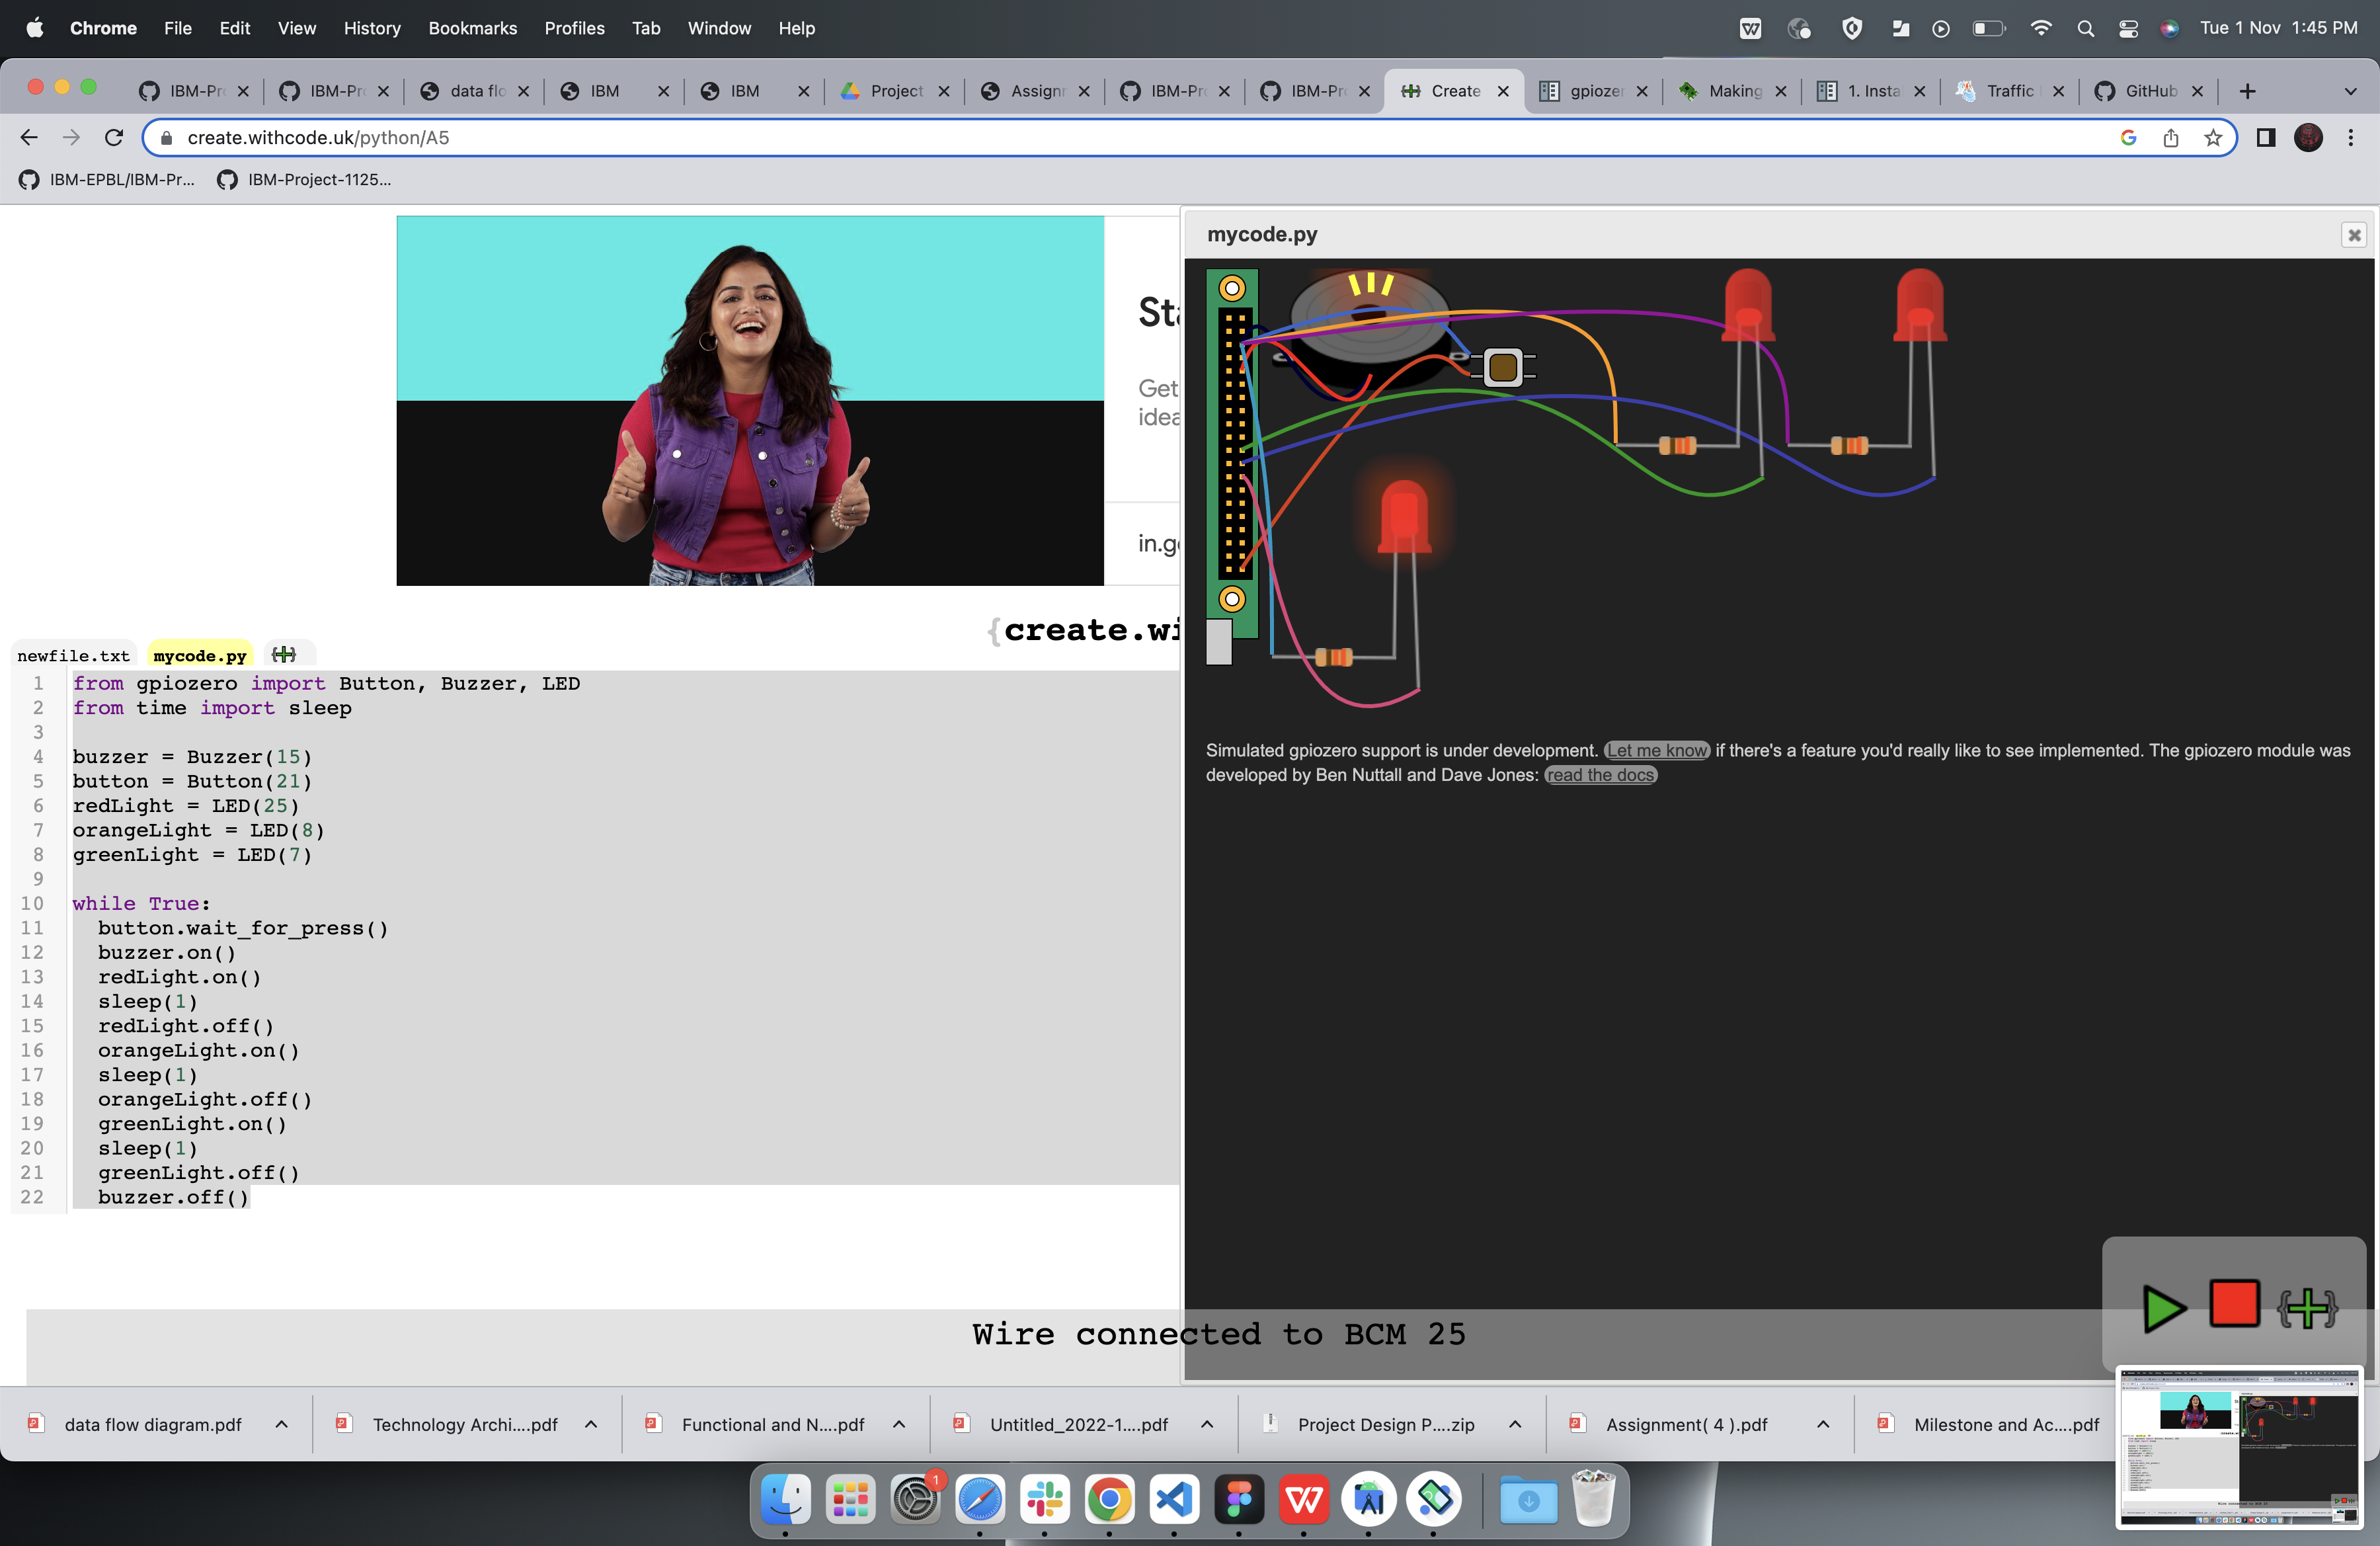 Chrome File Edit View History Bookmarks Profiles Tab Window Help Tue 1 Nov 1:45 PM
IBM-Pr IBM-Pr data flo IBM IBM Project Assign IBM-Pr IBM-Pr Create gpiozer Making 1. Insta Traffic GitHub
create.withcode.uk/python/A5
IBM-EPBL/IBM-Pr... IBM-Project-1125...
Sta
Get
idea
in.g
{create.wi
newfile.txt mycode.py {+}
1 from gpiozero import Button, Buzzer, LED
2 from time import sleep
3
4 buzzer = Buzzer(15)
5 button = Button(21)
6 redLight = LED(25)
7 orangeLight = LED(8)
8 greenLight = LED(7)
9
10 while True:
11 button.wait_for_press()
12 buzzer.on()
13 redLight.on()
14 sleep(1)
15 redLight.off()
16 orangeLight.on()
17 sleep(1)
18 orangeLight.off()
19 greenLight.on()
20 sleep(1)
21 greenLight.off()
22 buzzer.off()
mycode.py
Simulated gpiozero support is under development. Let me know if there's a feature you'd really like to see implemented. The gpiozero module was
developed by Ben Nuttall and Dave Jones: read the docs
Wire connected to BCM 25
data flow diagram.pdf Technology Archi....pdf Functional and N....pdf Untitled_2022-1....pdf Project Design P....zip Assignment( 4 ).pdf Milestone and Ac....pdf
1